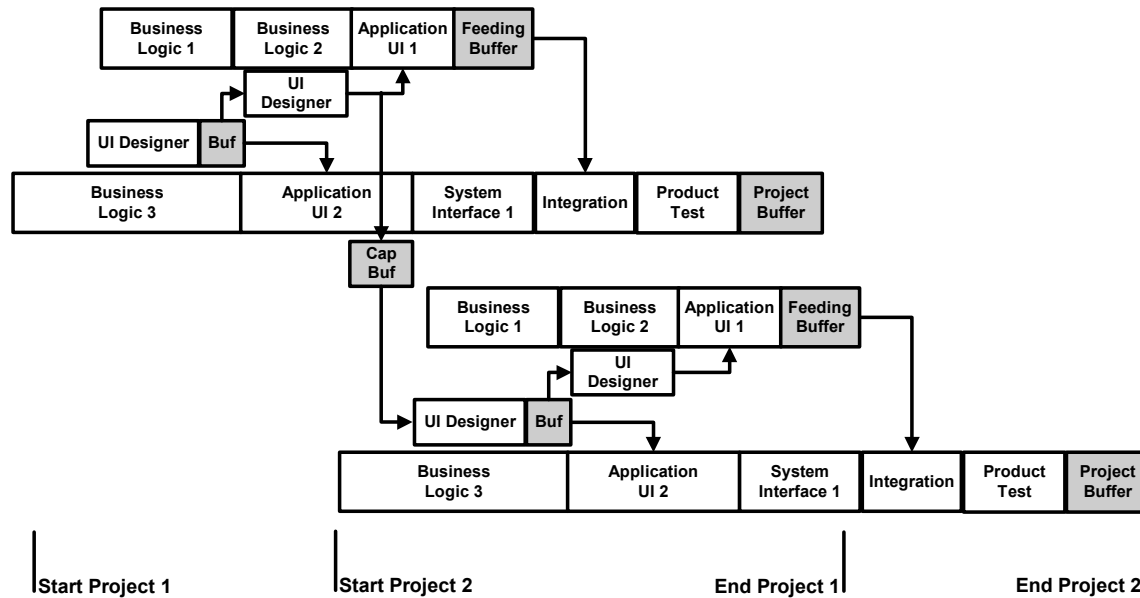 Business
Logic 1
Business
Logic 2
Application
UI 1
Feeding
Buffer
UI
Designer
UI Designer
Buf
Business
Logic 3
Application
UI 2
System
Interface 1
Integration
Product
Test
Project
Buffer
Cap
Buf
Business
Logic 1
Business
Logic 2
Application
UI 1
Feeding
Buffer
UI
Designer
UI Designer
Buf
Business
Logic 3
Application
UI 2
System
Interface 1
Integration
Product
Test
Project
Buffer
Start Project 1
Start Project 2
End Project 1
End Project 2